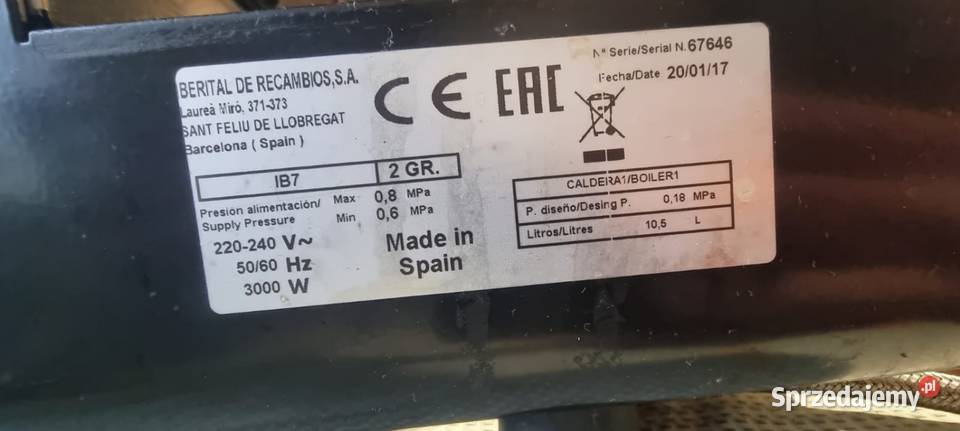 BERITAL DE RECAMBIOS,S.A.
Laureà Miró, 371-373
SANT FELIU DE LLOBREGAT
Barcelona ( Spain )
CE EAC
Nª Serie/Serial N. 67646
Fecha/Date 20/01/17
IB7 2 GR.
Presión alimentación/ Max 0,8 MPa
Supply Pressure Min 0,6 MPa
220-240 V~
50/60 Hz
3000 W
Made in
Spain
CALDERA1/BOILER1
P. diseño/Desing P. 0,18 MPa
Litros/Litres 10,5 L
Sprzedajemy.pl